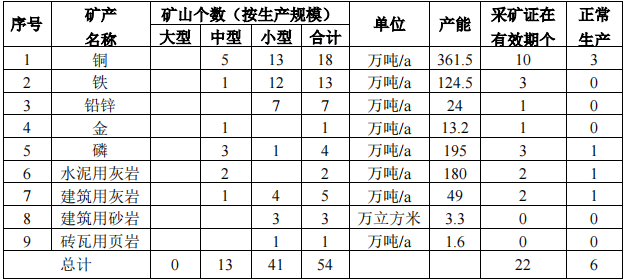 序号 矿产名称 矿山个数（按生产规模） 单位 产能 采矿证在有效期个 正常生产
大型 中型 小型 合计
1 铜 5 13 18 万吨/a 361.5 10 3
2 铁 1 12 13 万吨/a 124.5 3 0
3 铅锌 7 7 万吨/a 24 1 0
4 金 1 1 万吨/a 13.2 1 0
5 磷 3 1 4 万吨/a 195 3 1
6 水泥用灰岩 2 2 万吨/a 180 2 1
7 建筑用灰岩 1 4 5 万吨/a 49 2 1
8 建筑用砂岩 3 3 万立方米 3.3 0 0
9 砖瓦用页岩 1 1 万吨/a 1.6 0 0
总计 0 13 41 54 22 6